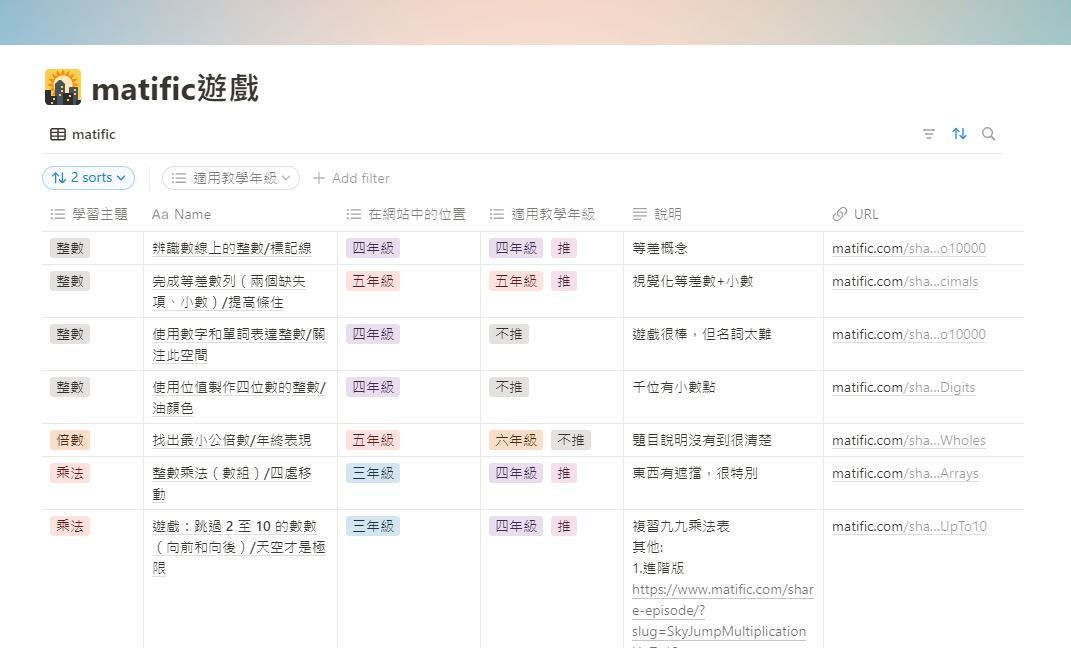 matific遊戲
matific
2 sorts
適用教學年級
Add filter
學習主題 Aa Name 在網站中的位置 適用教學年級 說明 URL
整數 辨識數線上的整數/標記線 四年級 四年級 推 等差概念 matific.com/sha...o10000
整數 完成等差數列（兩個缺失 五年級 五年級 推 視覺化等差數+小數 matific.com/sha...cimals
項、小數）/提高條住
整數 使用數字和單詞表達整數/關 四年級 不推 遊戲很棒，但名詞太難 matific.com/sha...o10000
注此空間
整數 使用位值製作四位數的整數/ 四年級 不推 千位有小數點 matific.com/sha...Digits
油顏色
倍數 找出最小公倍數/年終表現 五年級 六年級 不推 題目說明沒有到很清楚 matific.com/sha...Wholes
乘法 整數乘法（數組）/四處移 三年級 四年級 推 東西有遮擋，很特別 matific.com/sha...Arrays
動
乘法 遊戲：跳過 2 至 10 的數數 三年級 四年級 推 複習九九乘法表 matific.com/sha...UpTo10
（向前和向後）/天空才是極 其他:
限 1.進階版
https://www.matific.com/shar
e-episode/?
slug=SkyJumpMultiplication